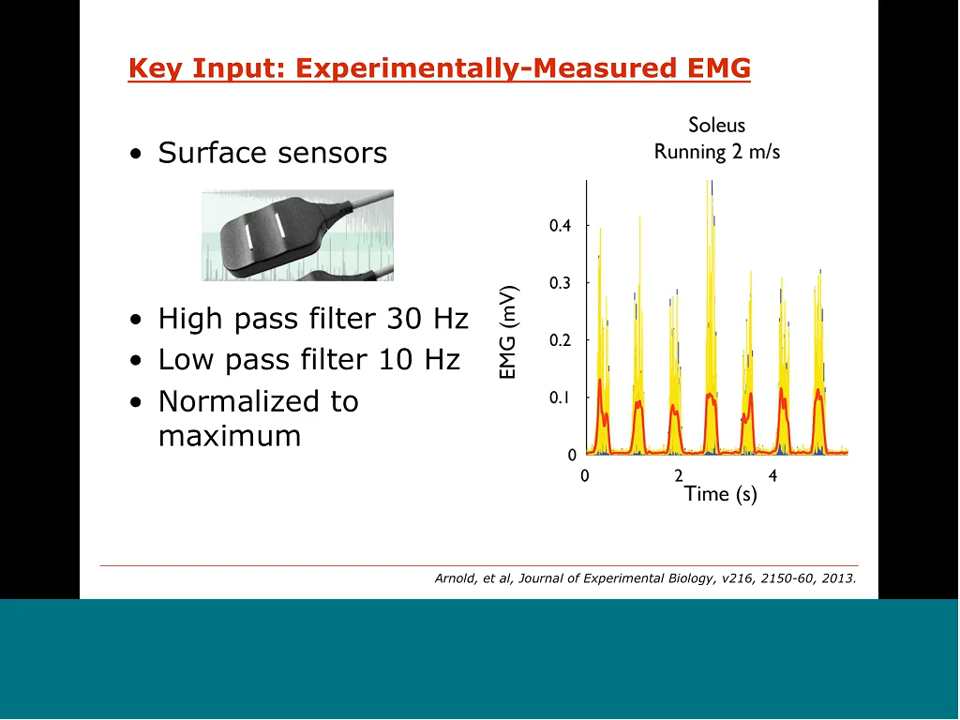 Key Input: Experimentally-Measured EMG
• Surface sensors
• High pass filter 30 Hz
• Low pass filter 10 Hz
• Normalized to
maximum
Soleus
Running 2 m/s
EMG (mV)
0.4
0.3
0.2
0.1
0
0 2 4
Time (s)
Arnold, et al, Journal of Experimental Biology, v216, 2150-60, 2013.